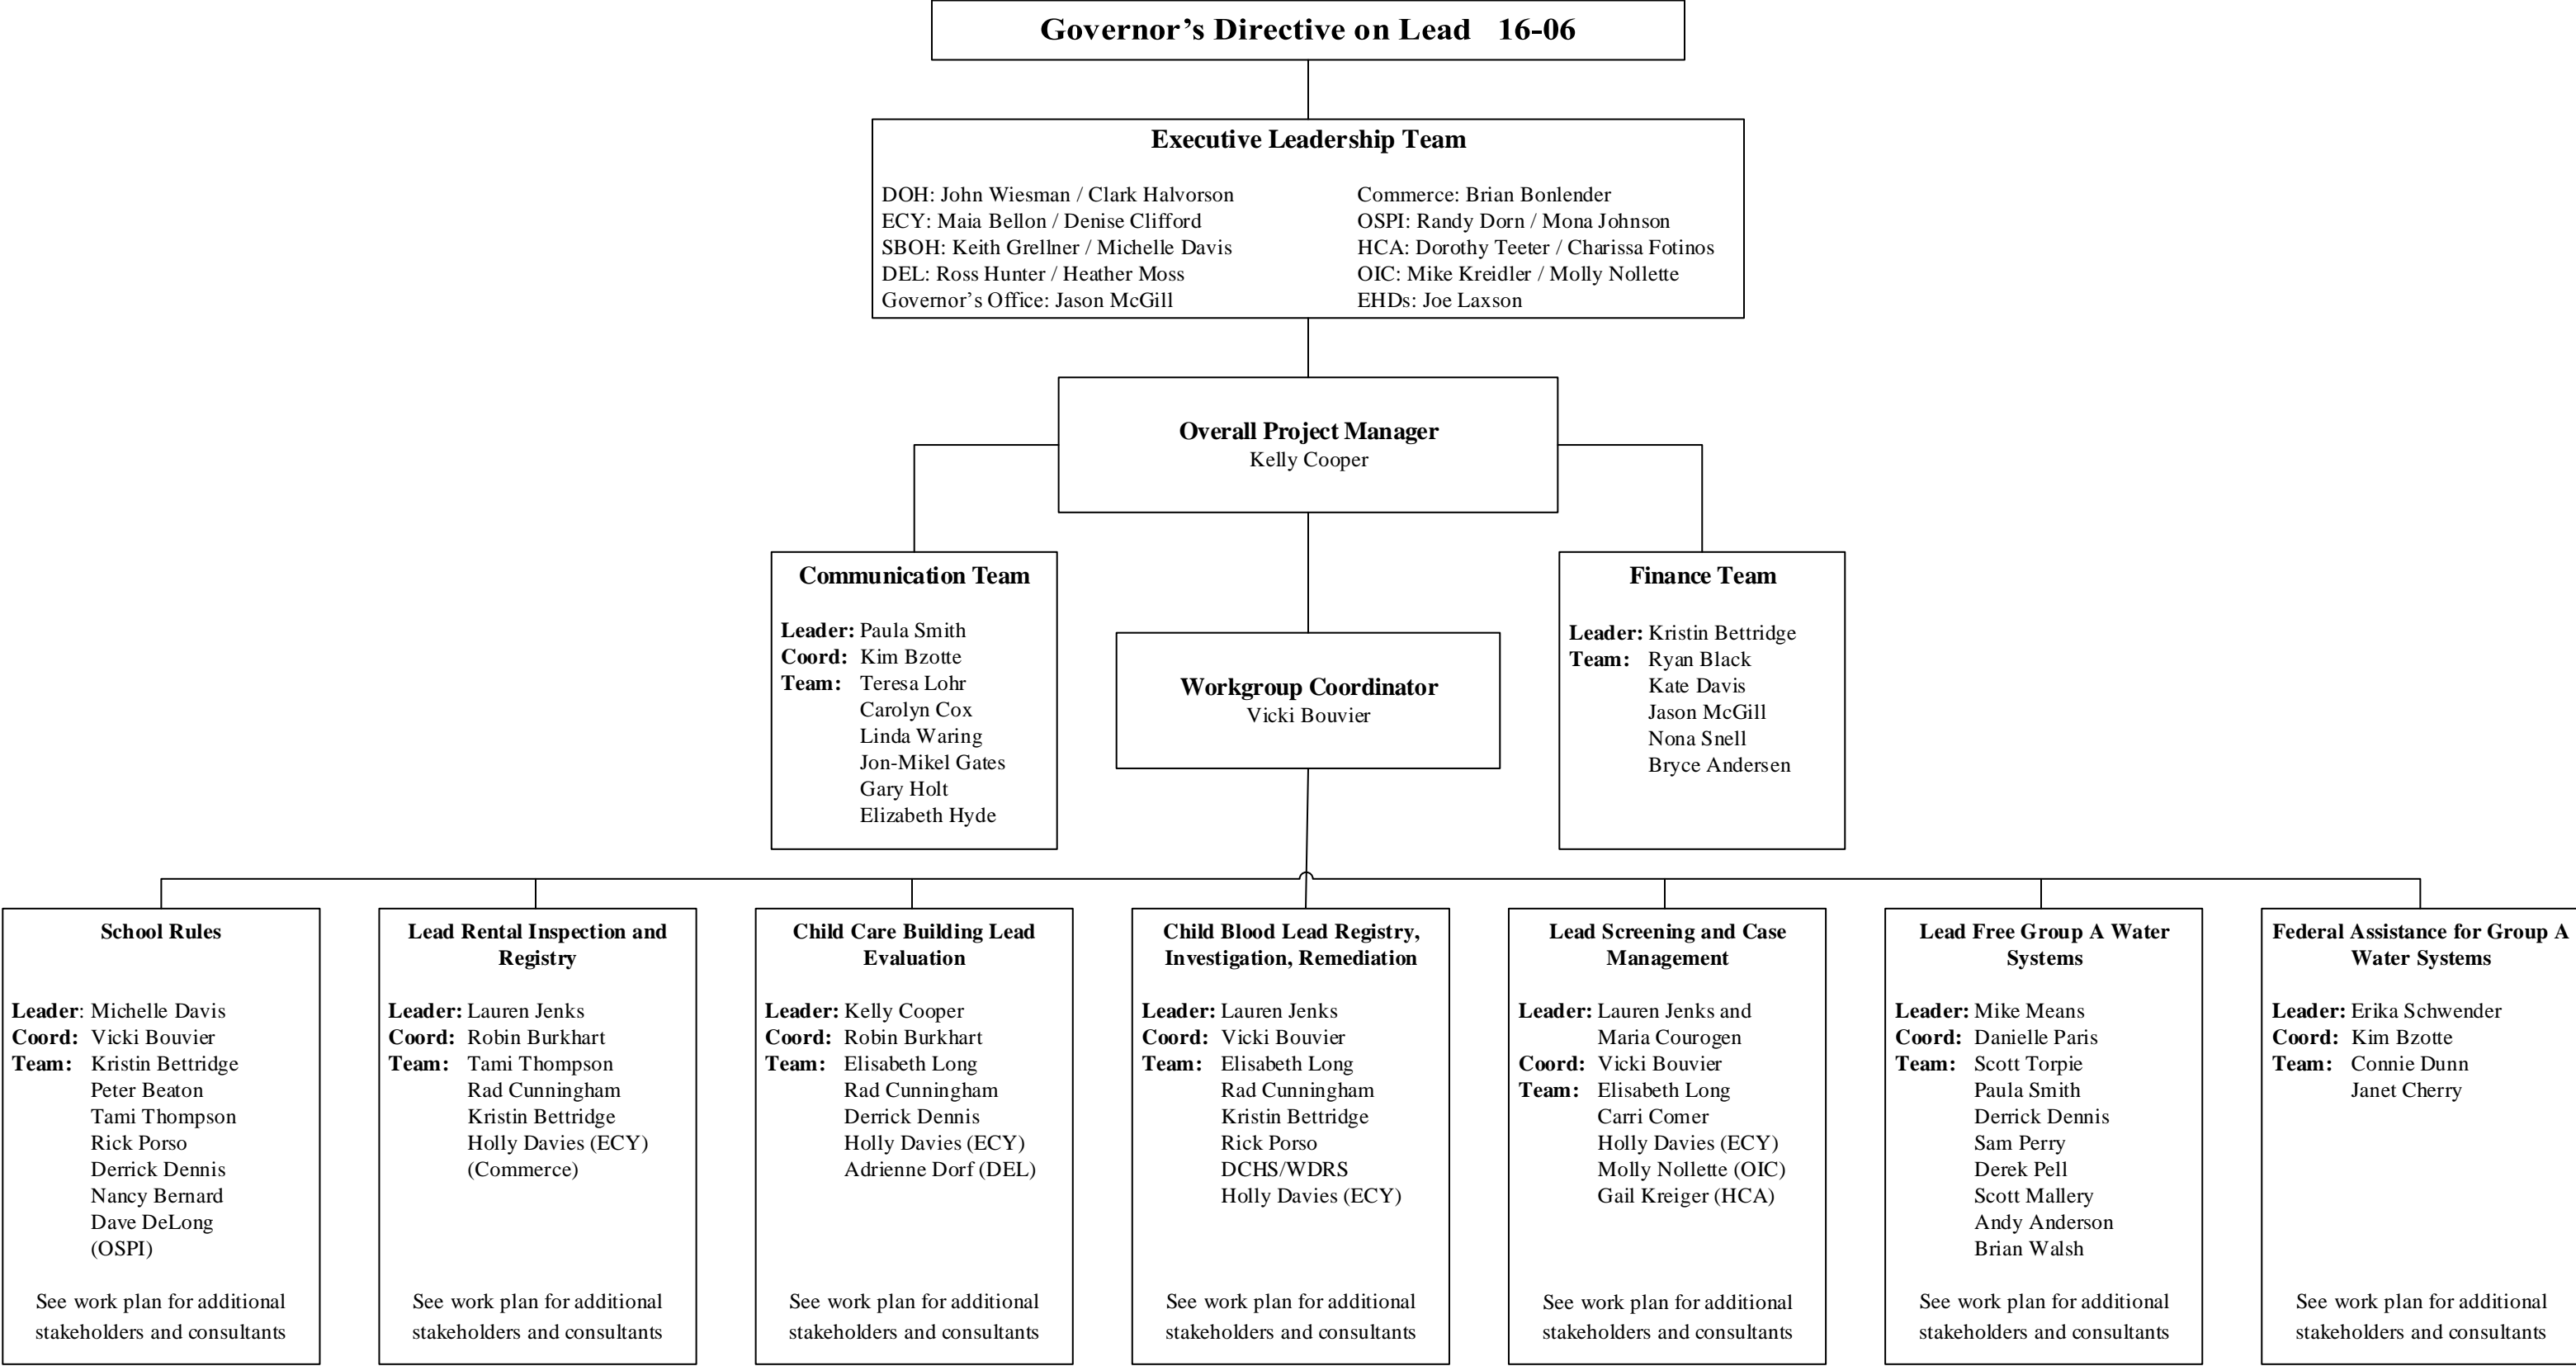 Governor’s Directive on Lead 16-06
Executive Leadership Team
DOH: John Wiesman / Clark Halvorson
ECY: Maia Bellon / Denise Clifford
SBOH: Keith Grellner / Michelle Davis
DEL: Ross Hunter / Heather Moss
Governor’s Office: Jason McGill
Commerce: Brian Bonlender
OSPI: Randy Dorn / Mona Johnson
HCA: Dorothy Teeter / Charissa Fotinos
OIC: Mike Kreidler / Molly Nollette
EHDs: Joe Laxson
Overall Project Manager
Kelly Cooper
Communication Team
Leader: Paula Smith
Coord: Kim Bzotte
Team: Teresa Lohr
Carolyn Cox
Linda Waring
Jon-Mikel Gates
Gary Holt
Elizabeth Hyde
Workgroup Coordinator
Vicki Bouvier
Finance Team
Leader: Kristin Bettridge
Team: Ryan Black
Kate Davis
Jason McGill
Nona Snell
Bryce Andersen
School Rules
Leader: Michelle Davis
Coord: Vicki Bouvier
Team: Kristin Bettridge
Peter Beaton
Tami Thompson
Rick Porso
Derrick Dennis
Nancy Bernard
Dave DeLong
(OSPI)
See work plan for additional
stakeholders and consultants
Lead Rental Inspection and
Registry
Leader: Lauren Jenks
Coord: Robin Burkhart
Team: Tami Thompson
Rad Cunningham
Kristin Bettridge
Holly Davies (ECY)
(Commerce)
See work plan for additional
stakeholders and consultants
Child Care Building Lead
Evaluation
Leader: Kelly Cooper
Coord: Robin Burkhart
Team: Elisabeth Long
Rad Cunningham
Derrick Dennis
Holly Davies (ECY)
Adrienne Dorf (DEL)
See work plan for additional
stakeholders and consultants
Child Blood Lead Registry,
Investigation, Remediation
Leader: Lauren Jenks
Coord: Vicki Bouvier
Team: Elisabeth Long
Rad Cunningham
Kristin Bettridge
Rick Porso
DCHS/WDRS
Holly Davies (ECY)
See work plan for additional
stakeholders and consultants
Lead Screening and Case
Management
Leader: Lauren Jenks and
Maria Courogen
Coord: Vicki Bouvier
Team: Elisabeth Long
Carri Comer
Holly Davies (ECY)
Molly Nollette (OIC)
Gail Kreiger (HCA)
See work plan for additional
stakeholders and consultants
Lead Free Group A Water
Systems
Leader: Mike Means
Coord: Danielle Paris
Team: Scott Torpie
Paula Smith
Derrick Dennis
Sam Perry
Derek Pell
Scott Mallery
Andy Anderson
Brian Walsh
See work plan for additional
stakeholders and consultants
Federal Assistance for Group A
Water Systems
Leader: Erika Schwender
Coord: Kim Bzotte
Team: Connie Dunn
Janet Cherry
See work plan for additional
stakeholders and consultants